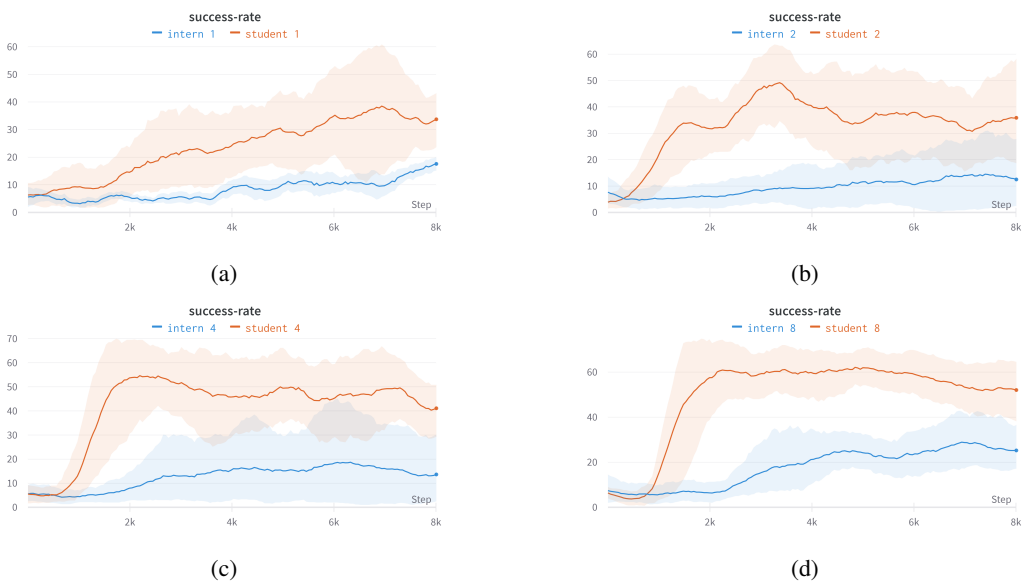 success-rate
intern 1 student 1
60
50
40
30
20
10
0
Step
2k 4k 6k 8k
(a)
success-rate
intern 2 student 2
60
50
40
30
20
10
0
Step
2k 4k 6k 8k
(b)
success-rate
intern 4 student 4
70
60
50
40
30
20
10
0
Step
2k 4k 6k 8k
(c)
success-rate
intern 8 student 8
60
40
20
0
Step
2k 4k 6k 8k
(d)